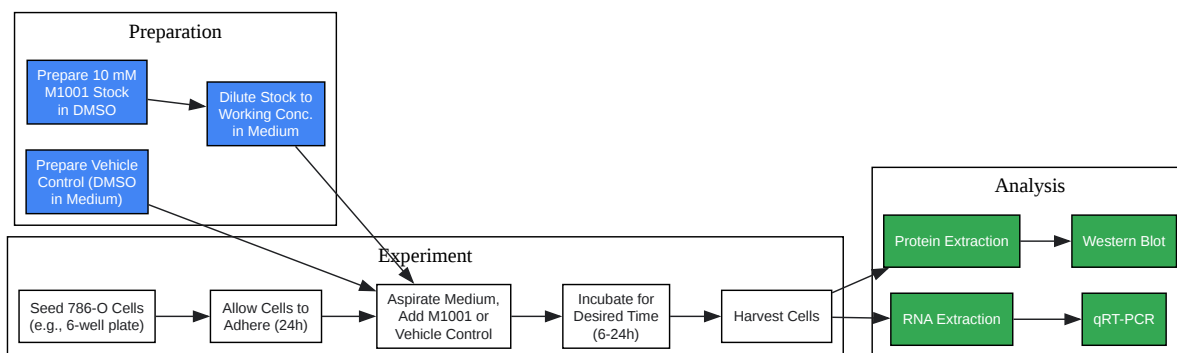 Preparation
Prepare 10 mM
M1001 Stock
in DMSO
Dilute Stock to
Working Conc.
in Medium
Prepare Vehicle
Control (DMSO
in Medium)
Experiment
Seed 786-O Cells
(e.g., 6-well plate)
Allow Cells to
Adhere (24h)
Aspirate Medium,
Add M1001 or
Vehicle Control
Incubate for
Desired Time
(6-24h)
Harvest Cells
Analysis
Protein Extraction
Western Blot
RNA Extraction
qRT-PCR